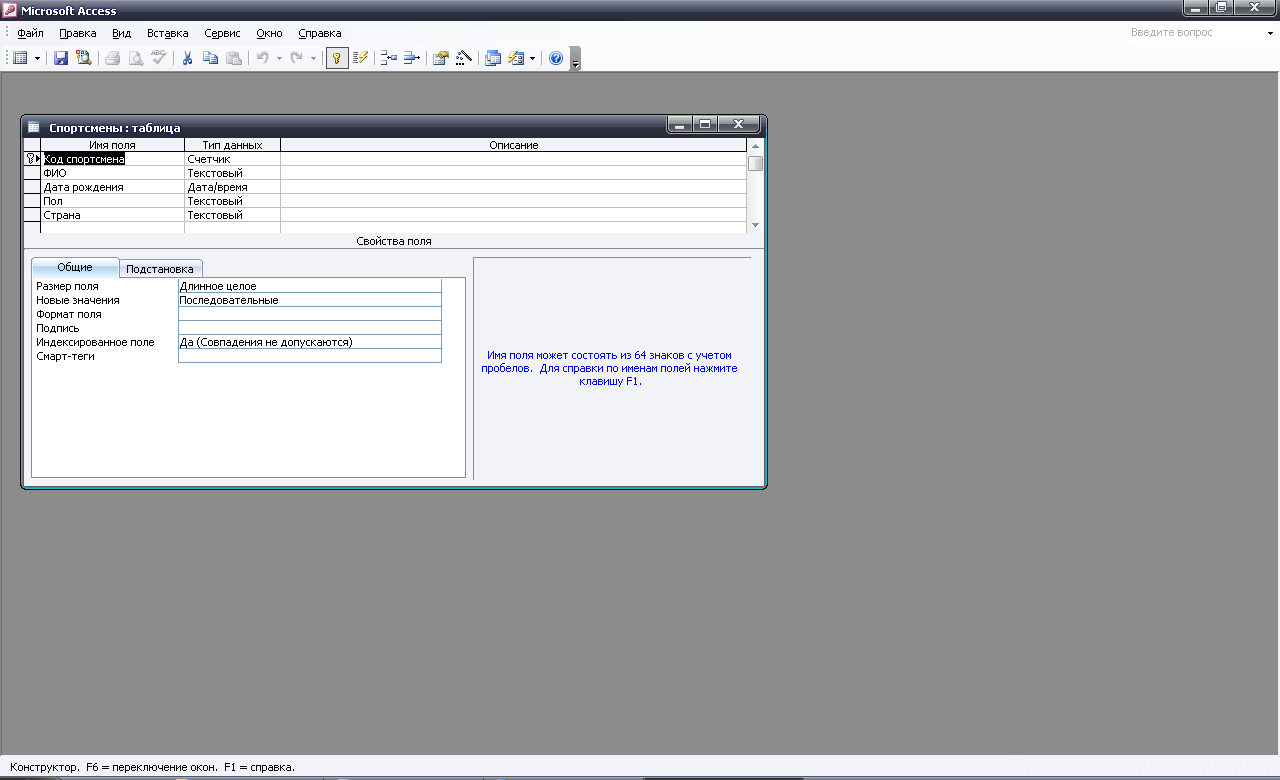 Microsoft Access
Файл Правка Вид Вставка Сервис Окно Справка Введите вопрос
ABC
Спортсмены : таблица
Имя поля Тип данных Описание
Код спортсмена Счетчик
ФИО Текстовый
Дата рождения Дата/время
Пол Текстовый
Страна Текстовый
Свойства поля
Общие Подстановка
Размер поля Длинное целое
Новые значения Последовательные
Формат поля
Подпись
Индексированное поле Да (Совпадения не допускаются)
Смарт-теги
Имя поля может состоять из 64 знаков с учетом
пробелов. Для справки по именам полей нажмите
клавишу F1.
Конструктор. F6 = переключение окон. F1 = справка.